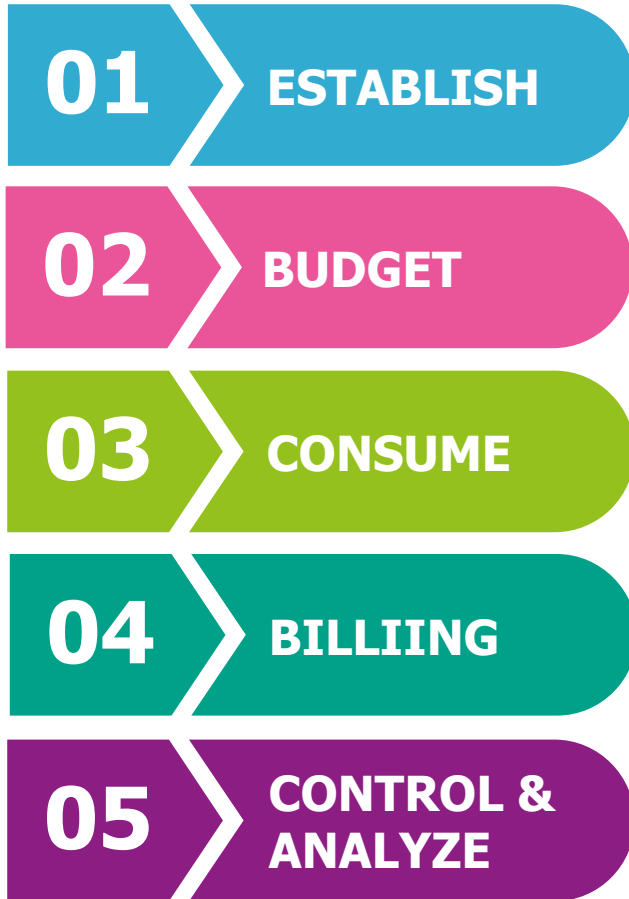 01
ESTABLISH
02
BUDGET
03
CONSUME
04
BILLIING
05
CONTROL &
ANALYZE